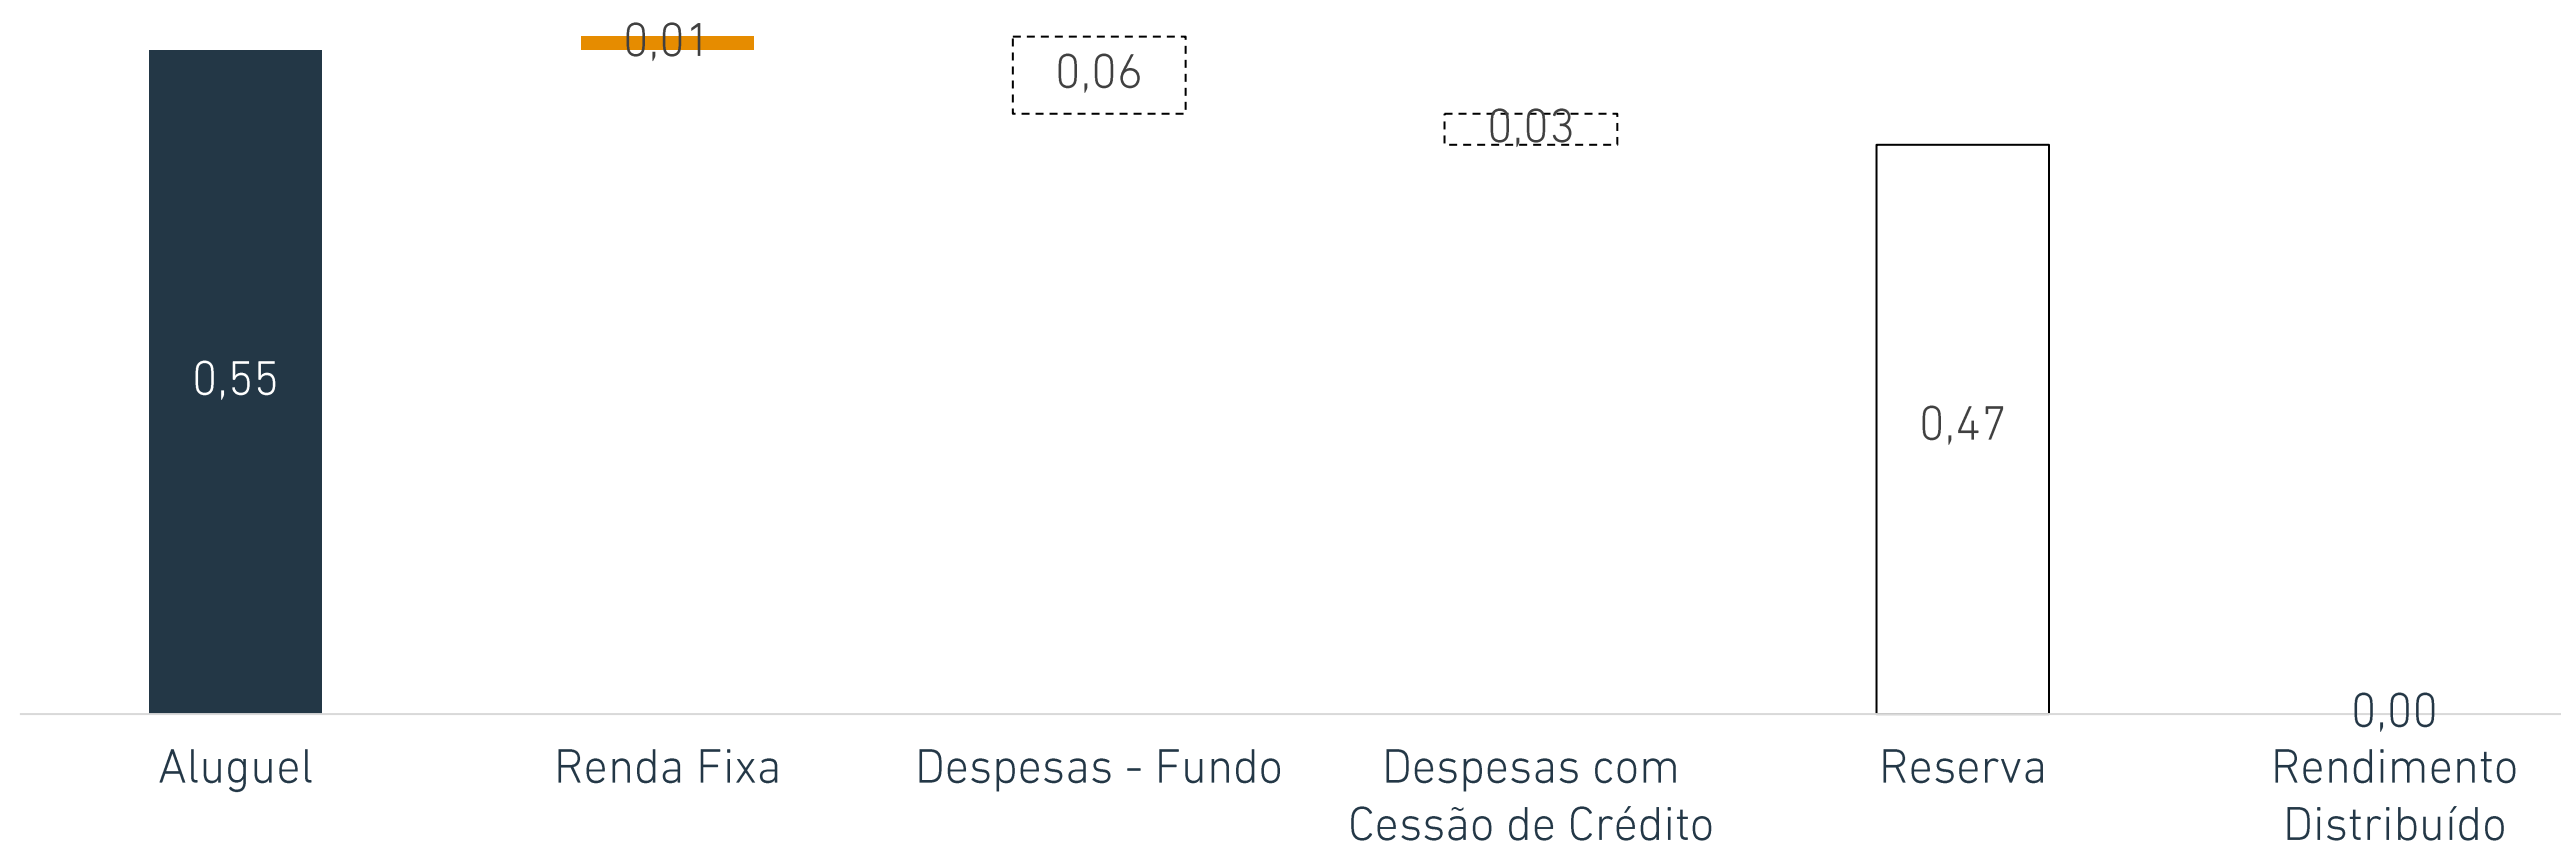 0,01
0,06
0,03
0,55
0,47
0,00
Aluguel
Renda Fixa
Despesas - Fundo
Despesas com
Cessão de Crédito
Reserva
Rendimento
Distribuído